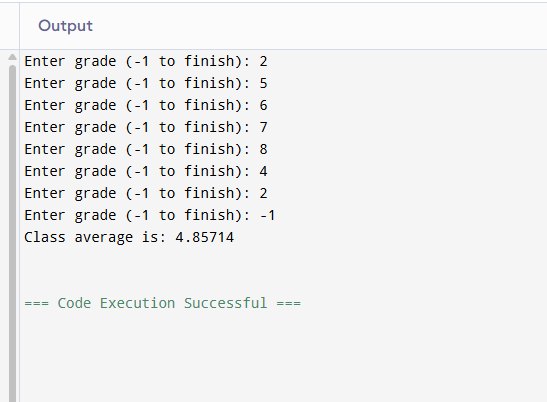 Output
Enter grade (-1 to finish): 2
Enter grade (-1 to finish): 5
Enter grade (-1 to finish): 6
Enter grade (-1 to finish): 7
Enter grade (-1 to finish): 8
Enter grade (-1 to finish): 4
Enter grade (-1 to finish): 2
Enter grade (-1 to finish): -1
Class average is: 4.85714
=== Code Execution Successful ===